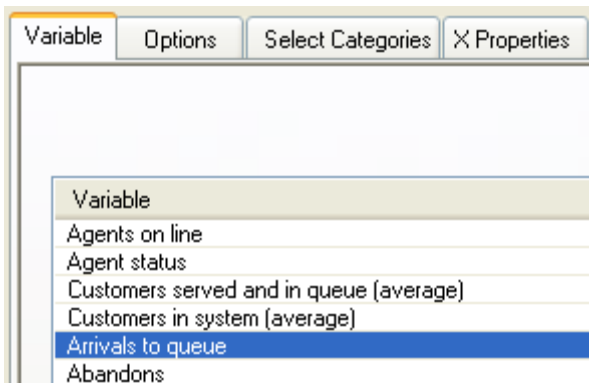 Variable Options Select Categories X Properties
Variable
Agents on line
Agent status
Customers served and in queue (average)
Customers in system (average)
Arrivals to queue
Abandons